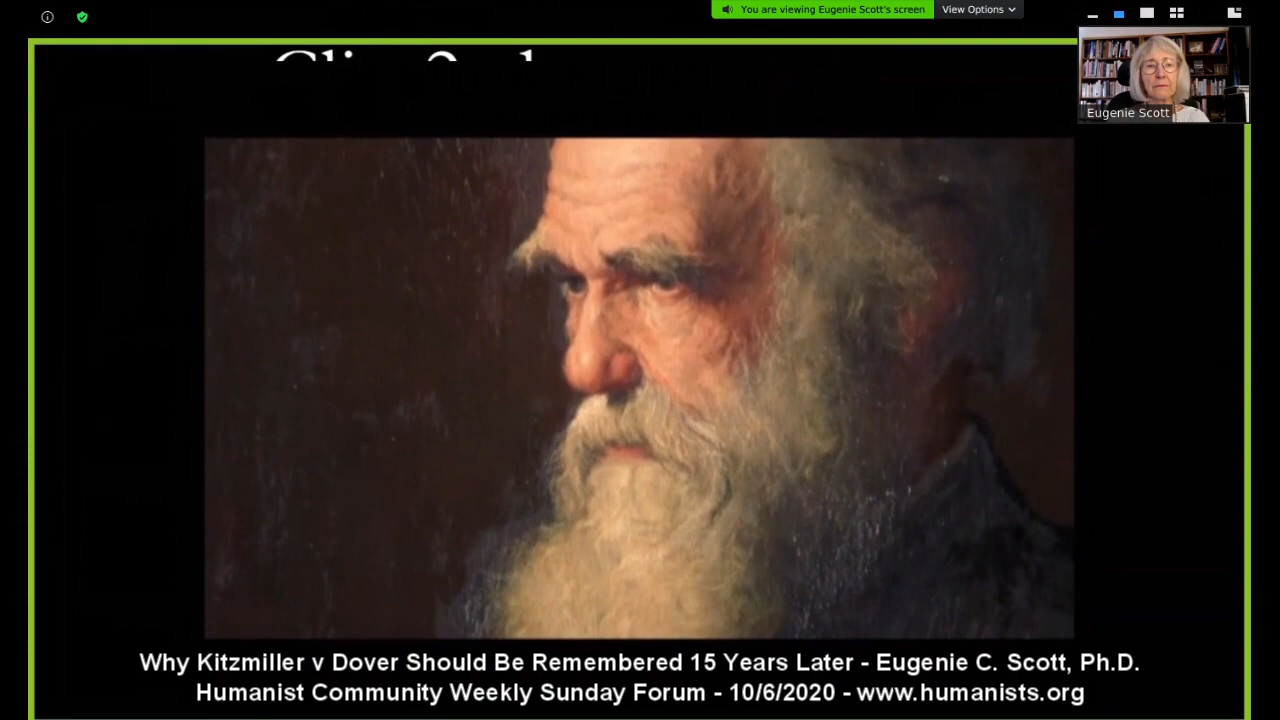 You are viewing Eugenie Scott's screen
View Options
Eugenie Scott
Why Kitzmiller v Dover Should Be Remembered 15 Years Later - Eugenie C. Scott, Ph.D.
Humanist Community Weekly Sunday Forum - 10/6/2020 - www.humanists.org